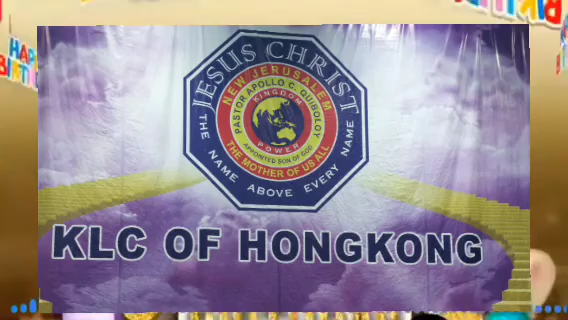 JESUS CHRIST
THE NAME ABOVE EVERY NAME
NEW JERUSALEM
THE MOTHER OF US ALL
PASTOR APOLLO C. QUIBOLOY
APPOINTED SON OF GOD
KINGDOM
POWER
KLC OF HONGKONG